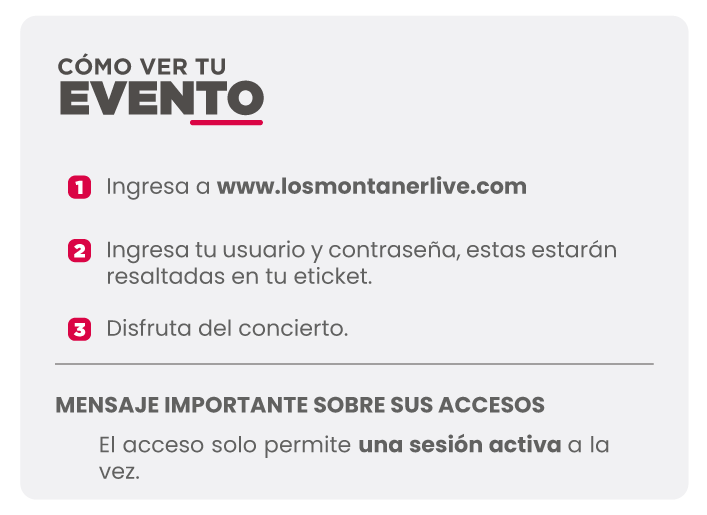 CÓMO VER TU
EVENTO
1 Ingresa a www.losmontanerlive.com
2 Ingresa tu usuario y contraseña, estas estarán
resaltadas en tu eticket.
3 Disfruta del concierto.
MENSAJE IMPORTANTE SOBRE SUS ACCESOS
El acceso solo permite una sesión activa a la
vez.